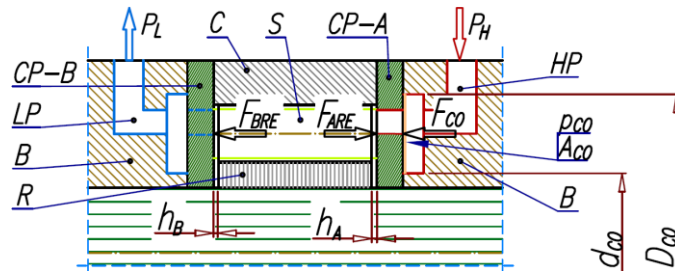 P_L C S CP-A P_H
CP-B HP
LP F_BRE F_ARE F_CO p_CO
A_CO
B B
R
h_B h_A d_CO D_CO